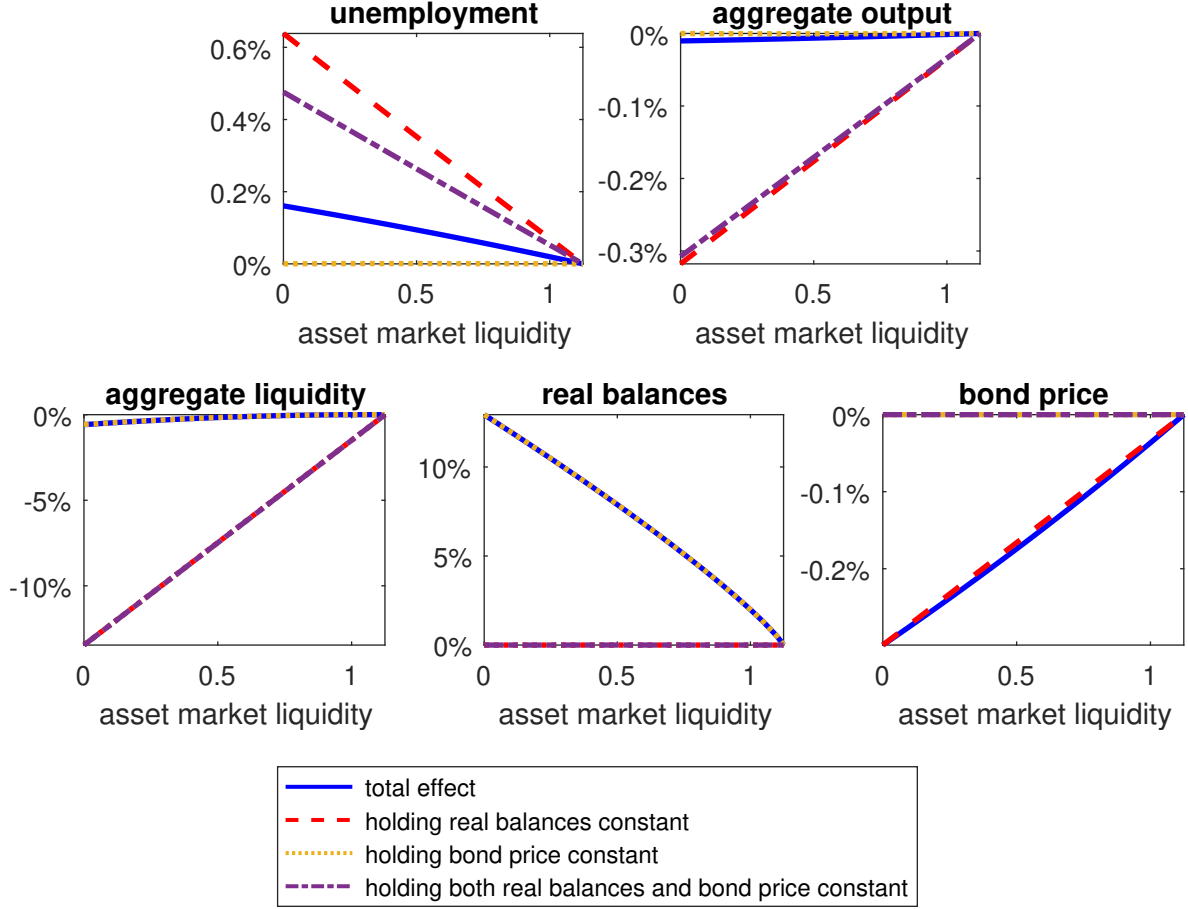 unemployment
aggregate output
0.6%
0.4%
0.2%
0%
0 0.5 1
asset market liquidity
0%
-0.1%
-0.2%
-0.3%
0 0.5 1
asset market liquidity
aggregate liquidity
real balances
bond price
0%
-5%
-10%
0 0.5 1
asset market liquidity
10%
5%
0%
0 0.5 1
asset market liquidity
0%
-0.1%
-0.2%
0 0.5 1
asset market liquidity
total effect
holding real balances constant
holding bond price constant
holding both real balances and bond price constant